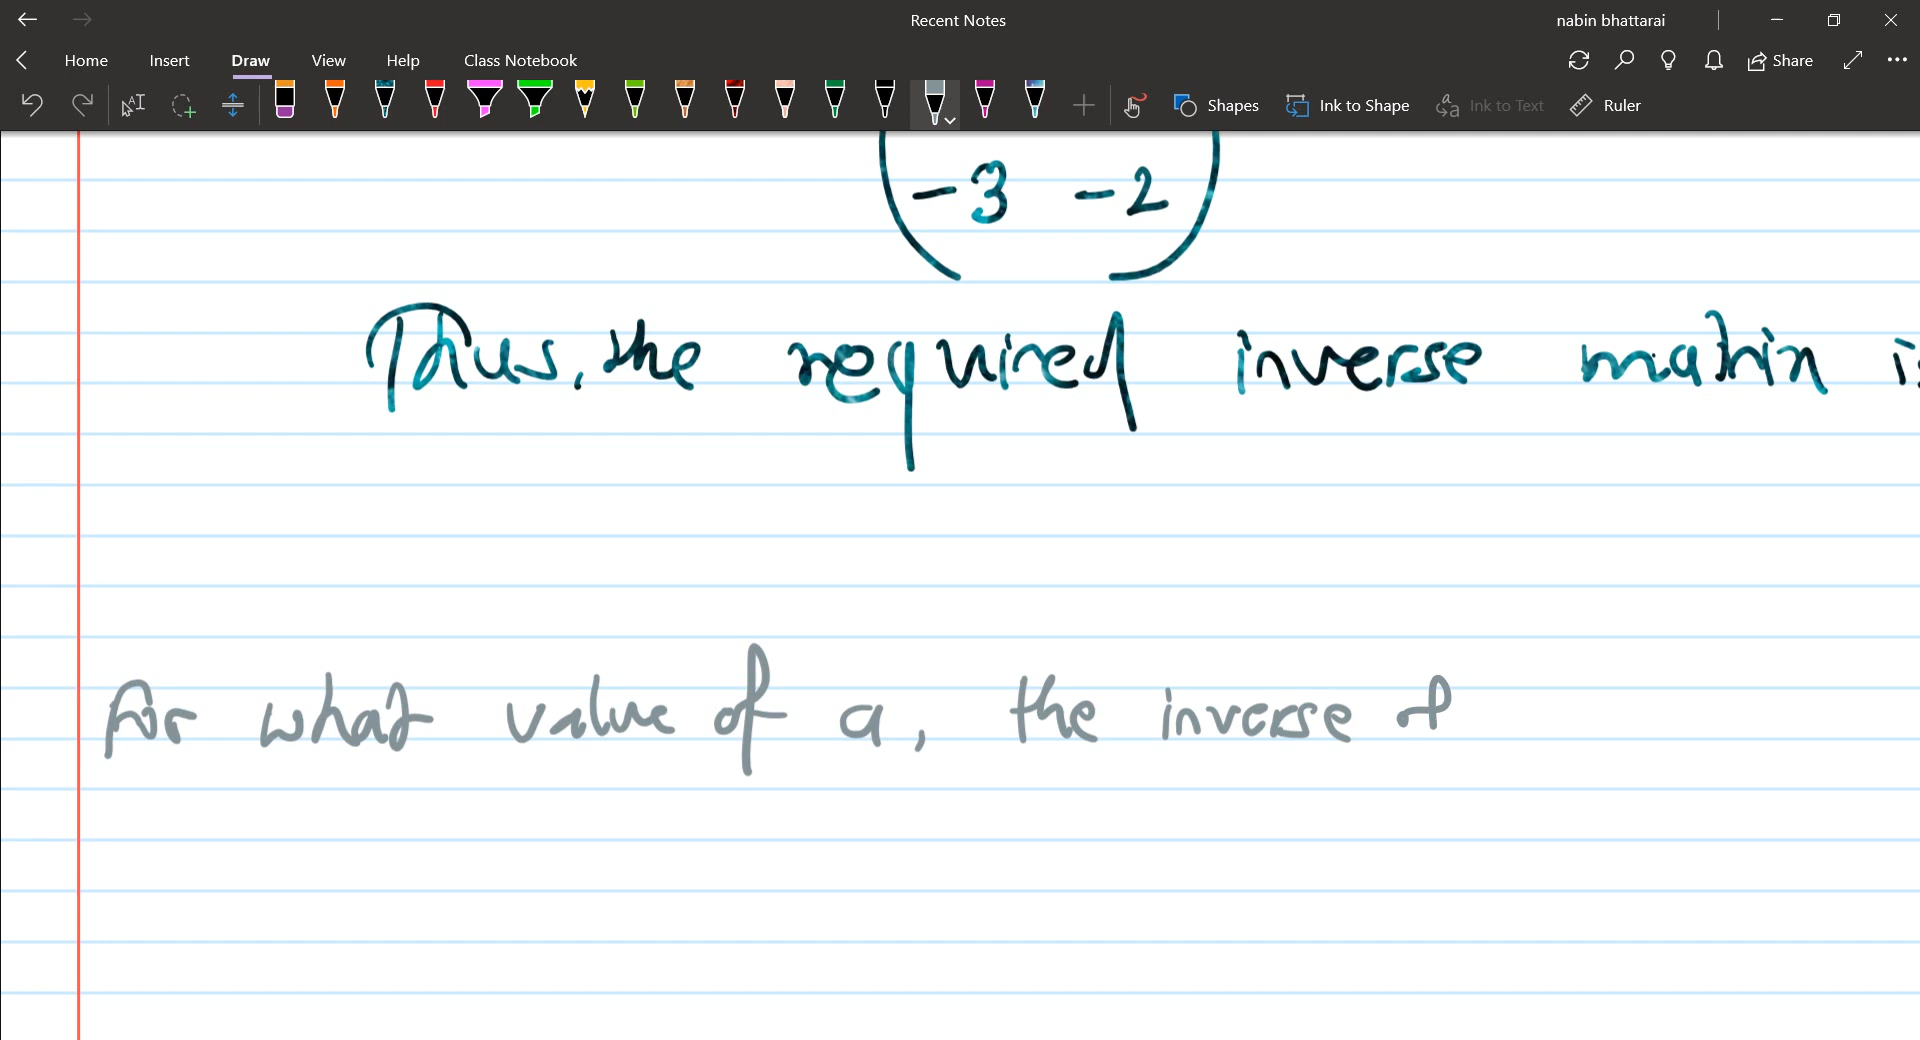 Recent Notes
nabin bhattarai
Home Insert Draw View Help Class Notebook Share
Shapes Ink to Shape Ink to Text Ruler
-3 -2
Thus, the required inverse matrix is
for what value of a, the inverse of